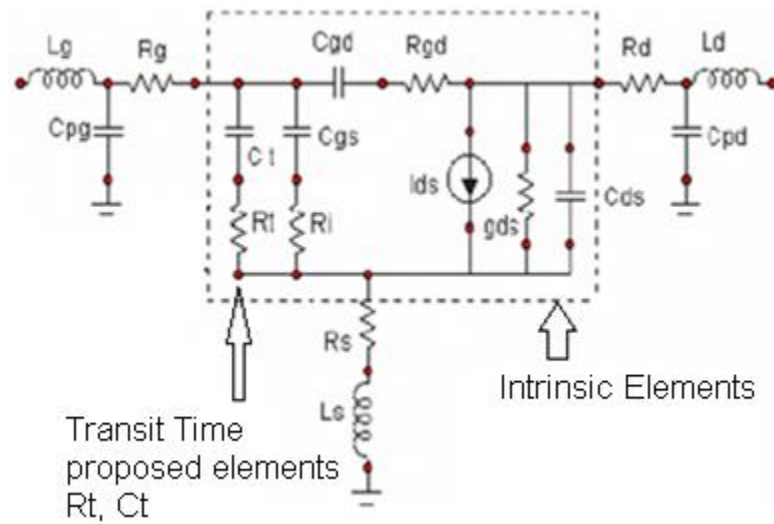 Lg Rg Cgd Rgd Rd Ld
Cpg Ct Cgs Ids gds Cds Cpd
Rt Ri
Rs
Ls
Intrinsic Elements
Transit Time
proposed elements
Rt, Ct